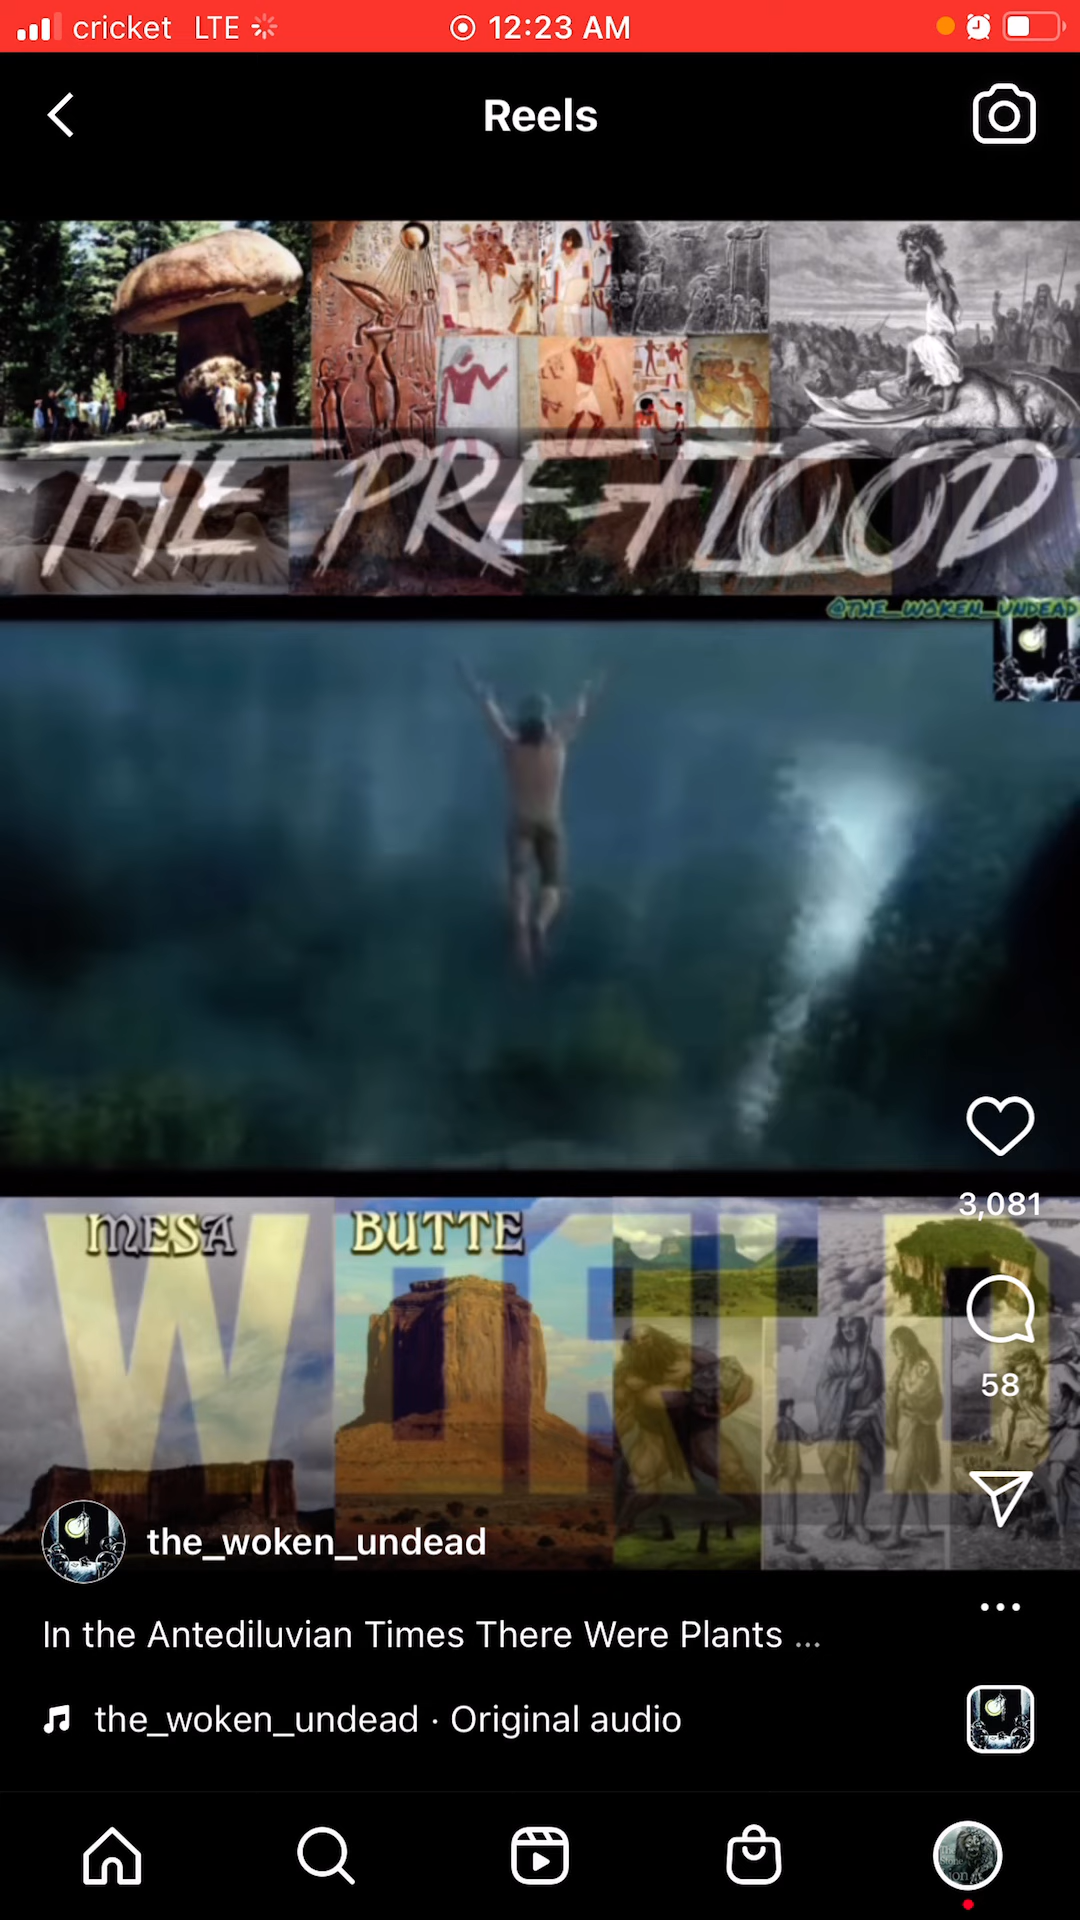 cricket LTE 12:23 AM
Reels
THE PRE-FLOOD
@THE_WOKEN_UNDEAD
MESA BUTTE
WORLD
3,081
58
the_woken_undead
In the Antediluvian Times There Were Plants ...
the_woken_undead · Original audio